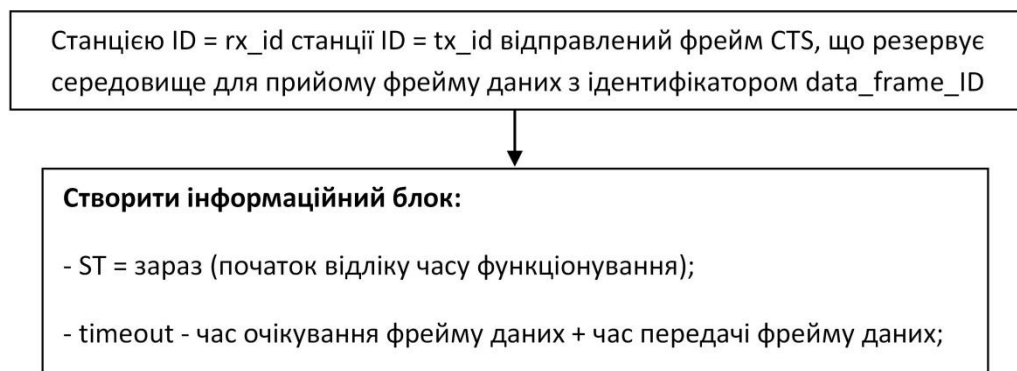 Станцією ID = rx_id станції ID = tx_id відправлений фрейм CTS, що резервує
середовище для прийому фрейму даних з ідентифікатором data_frame_ID
Створити інформаційний блок:
- ST = зараз (початок відліку часу функціонування);
- timeout - час очікування фрейму даних + час передачі фрейму даних;